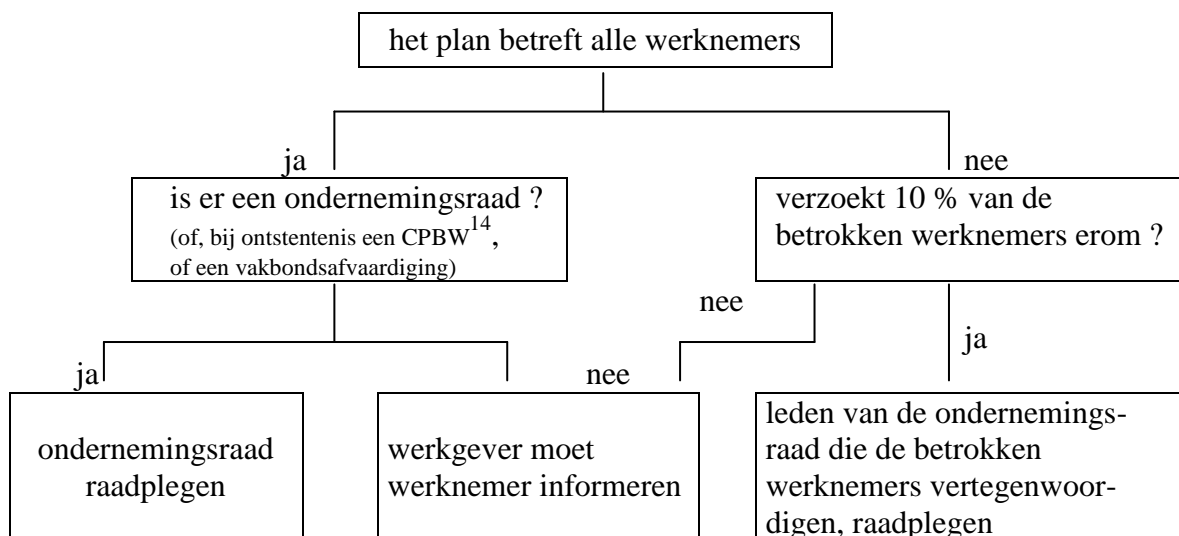 het plan betreft alle werknemers
ja
nee
is er een ondernemingsraad ?
(of, bij ontstentenis een CPBW14,
of een vakbondsafvaardiging)
verzoekt 10 % van de
betrokken werknemers erom ?
nee
ja
ja
nee
ondernemingsraad
raadplegen
werkgever moet
werknemer informeren
leden van de ondernemings-
raad die de betrokken
werknemers vertegenwoor-
digen, raadplegen